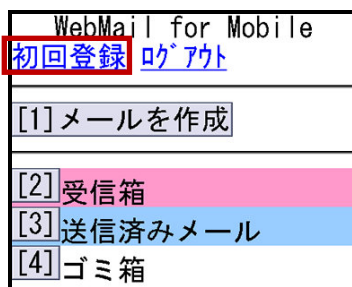 WebMail for Mobile
初回登録 ﾛｸﾞｱｳﾄ
[1]メールを作成
[2]受信箱
[3]送信済みメール
[4]ゴミ箱